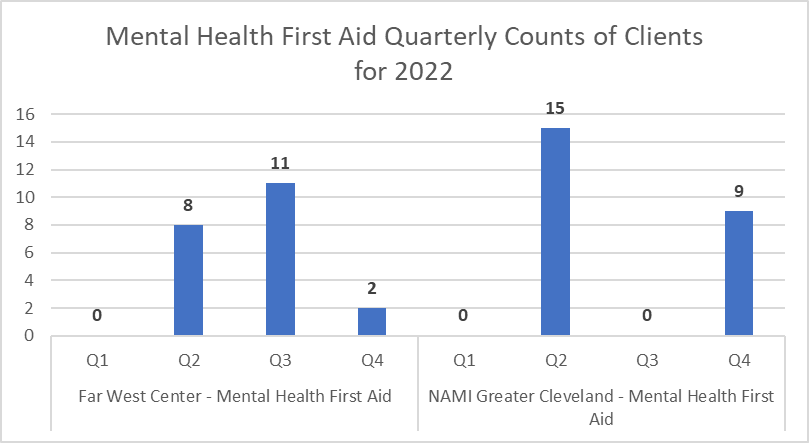 Mental Health First Aid Quarterly Counts of Clients
for 2022
16
14
12
10
8
6
4
2
0
0
8
11
2
0
15
0
9
Q1 Q2 Q3 Q4 Q1 Q2 Q3 Q4
Far West Center - Mental Health First Aid
NAMI Greater Cleveland - Mental Health First
Aid